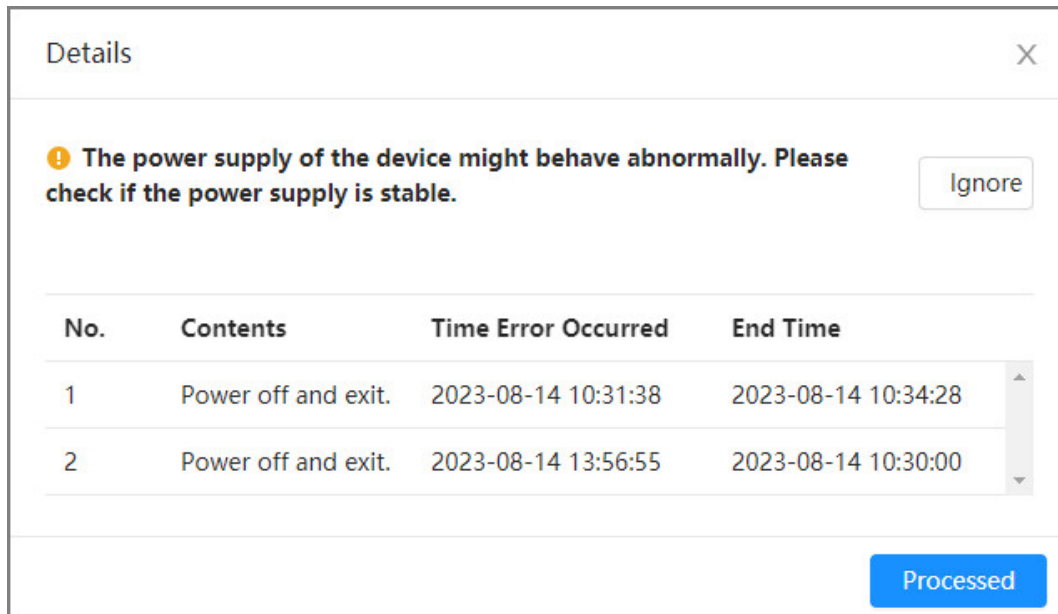 Details
X
The power supply of the device might behave abnormally. Please
check if the power supply is stable.
Ignore
No. Contents Time Error Occurred End Time
1 Power off and exit. 2023-08-14 10:31:38 2023-08-14 10:34:28
2 Power off and exit. 2023-08-14 13:56:55 2023-08-14 10:30:00
Processed